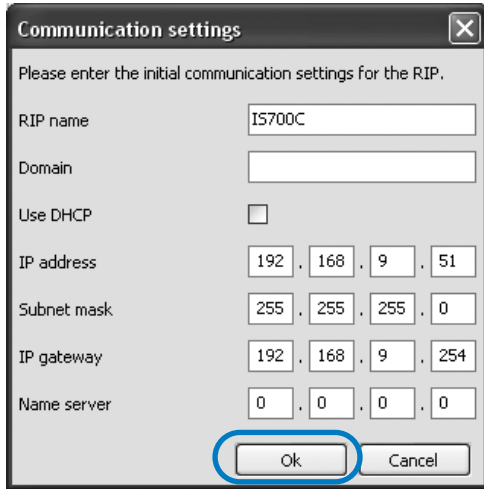 Communication settings
Please enter the initial communication settings for the RIP.
RIP name IS700C
Domain
Use DHCP
IP address 192 . 168 . 9 . 51
Subnet mask 255 . 255 . 255 . 0
IP gateway 192 . 168 . 9 . 254
Name server 0 . 0 . 0 . 0
Ok Cancel